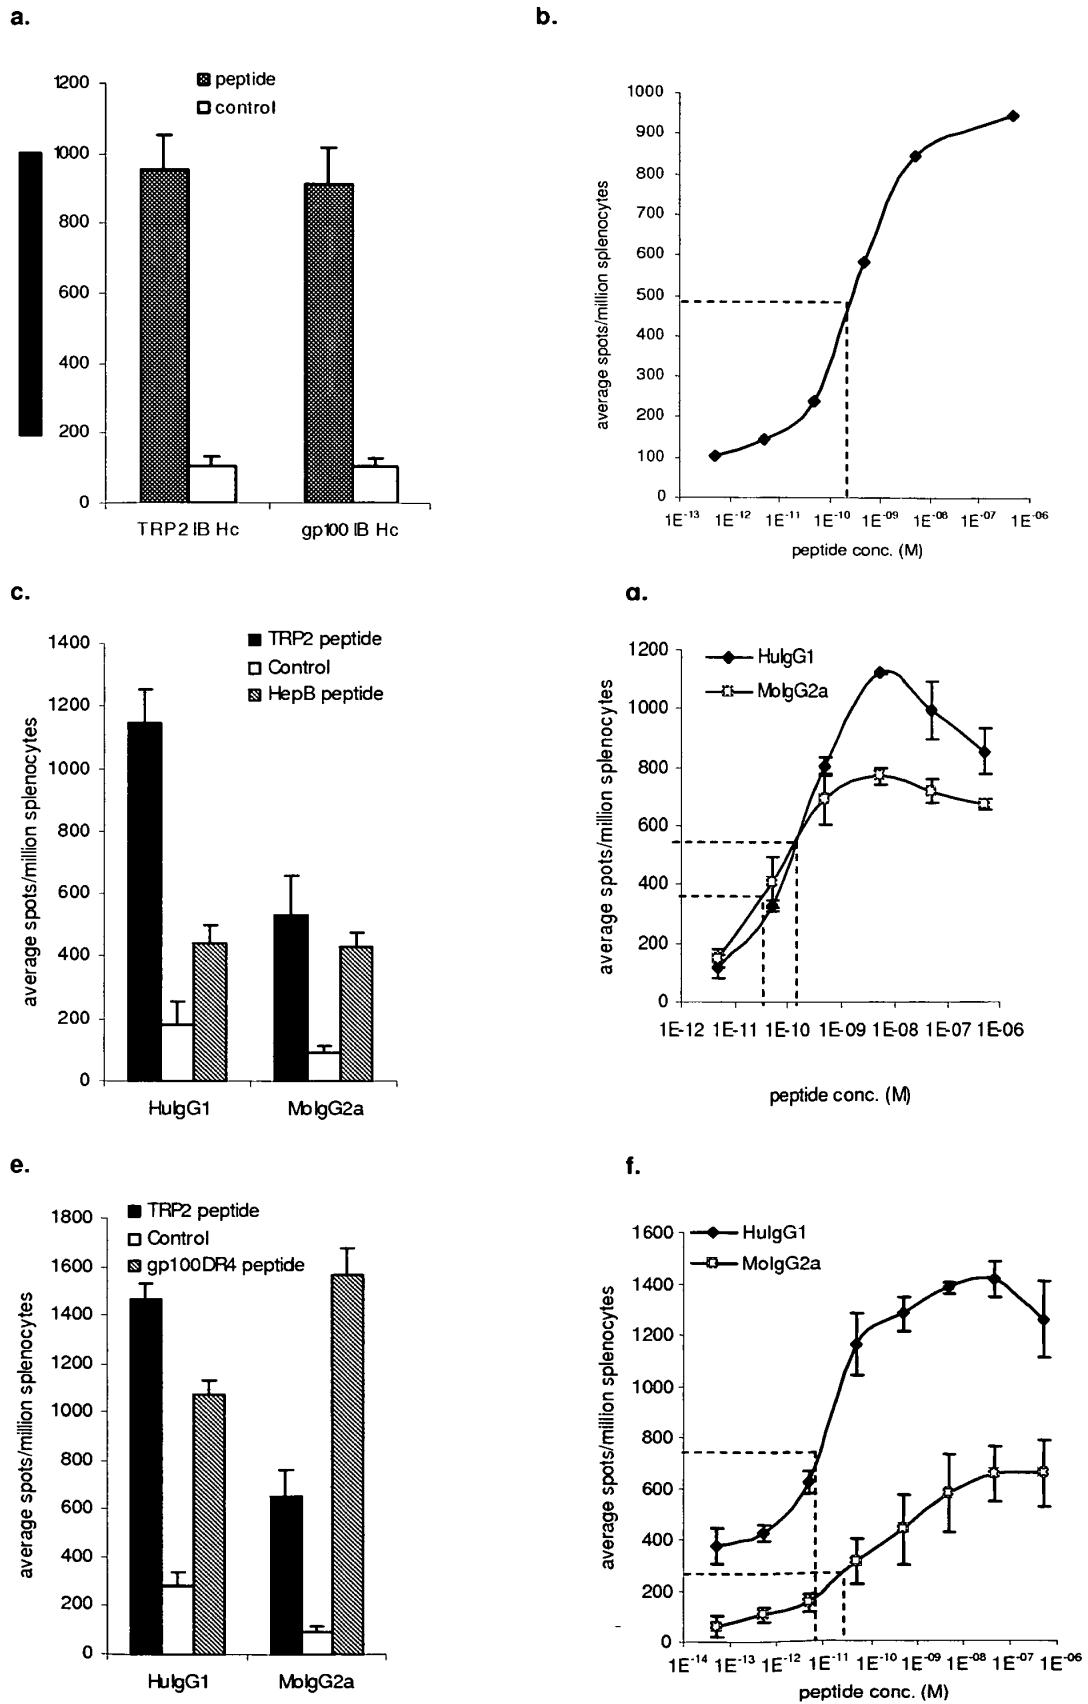 a.
peptide
control
1200
1000
800
600
400
200
0
TRP2 IB Hc
gp100 IB Hc
b.
average spots/million splenocytes
1000
900
800
700
600
500
400
300
200
100
0
1E⁻¹³ 1E⁻¹² 1E⁻¹¹ 1E⁻¹⁰ 1E⁻⁰⁹ 1E⁻⁰⁸ 1E⁻⁰⁷ 1E⁻⁰⁶
peptide conc. (M)
c.
TRP2 peptide
Control
HepB peptide
average spots/million splenocytes
1400
1200
1000
800
600
400
200
0
HuIgG1
MoIgG2a
d.
HuIgG1
MoIgG2a
average spots/million splenocytes
1200
1000
800
600
400
200
0
1E-12 1E-11 1E-10 1E-09 1E-08 1E-07 1E-06
peptide conc. (M)
e.
TRP2 peptide
Control
gp100DR4 peptide
average spots/million splenocytes
1800
1600
1400
1200
1000
800
600
400
200
0
HuIgG1
MoIgG2a
f.
HuIgG1
MoIgG2a
average spots/million splenocytes
1600
1400
1200
1000
800
600
400
200
0
1E⁻¹⁴ 1E⁻¹³ 1E⁻¹² 1E⁻¹¹ 1E⁻¹⁰ 1E⁻⁰⁹ 1E⁻⁰⁸ 1E⁻⁰⁷ 1E⁻⁰⁶
peptide conc. (M)